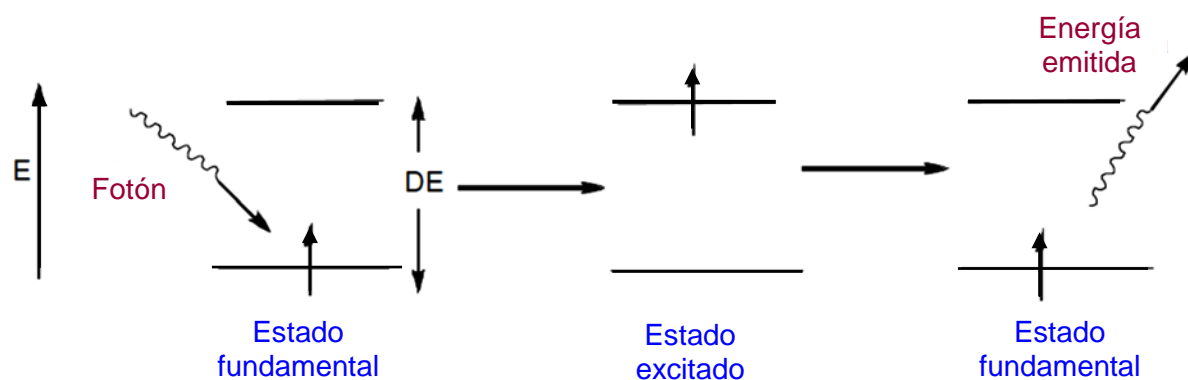 Energía
emitida
E
Fotón
DE
Estado
fundamental
Estado
excitado
Estado
fundamental